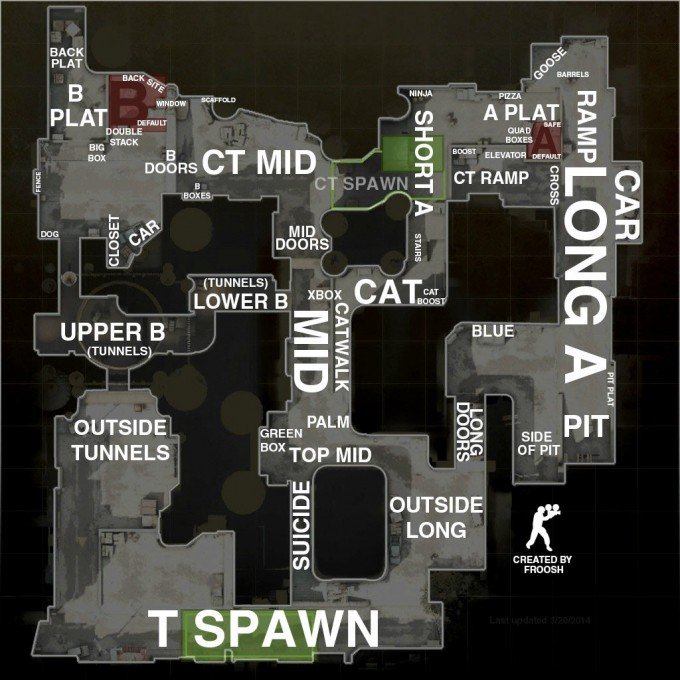 GOOSE
BACK
PLAT
BARRELS
BACK SITE
B
PLAT
B
WINDOW
SCAFFOLD
NINJA
PIZZA
RAMP
A PLAT
SAFE
DEFAULT
DOUBLE
STACK
QUAD
BOXES
A
SHORT A
BIG
BOX
B
DOORS
CT MID
BOOST
ELEVATOR
DEFAULT
FENCE
B
BOXES
CT SPAWN
CT RAMP
CROSS
LONG A
CAR
DOG
CLOSET
CAR
MID
DOORS
STAIRS
(TUNNELS)
LOWER B
XBOX
CAT
CAT
BOOST
UPPER B
(TUNNELS)
MID
CATWALK
BLUE
PIT PLAT
OUTSIDE
TUNNELS
PALM
GREEN
BOX
TOP MID
LONG
DOORS
PIT
SIDE
OF PIT
SUICIDE
OUTSIDE
LONG
CREATED BY
FROOSH
T SPAWN
Last updated 3/20/2014